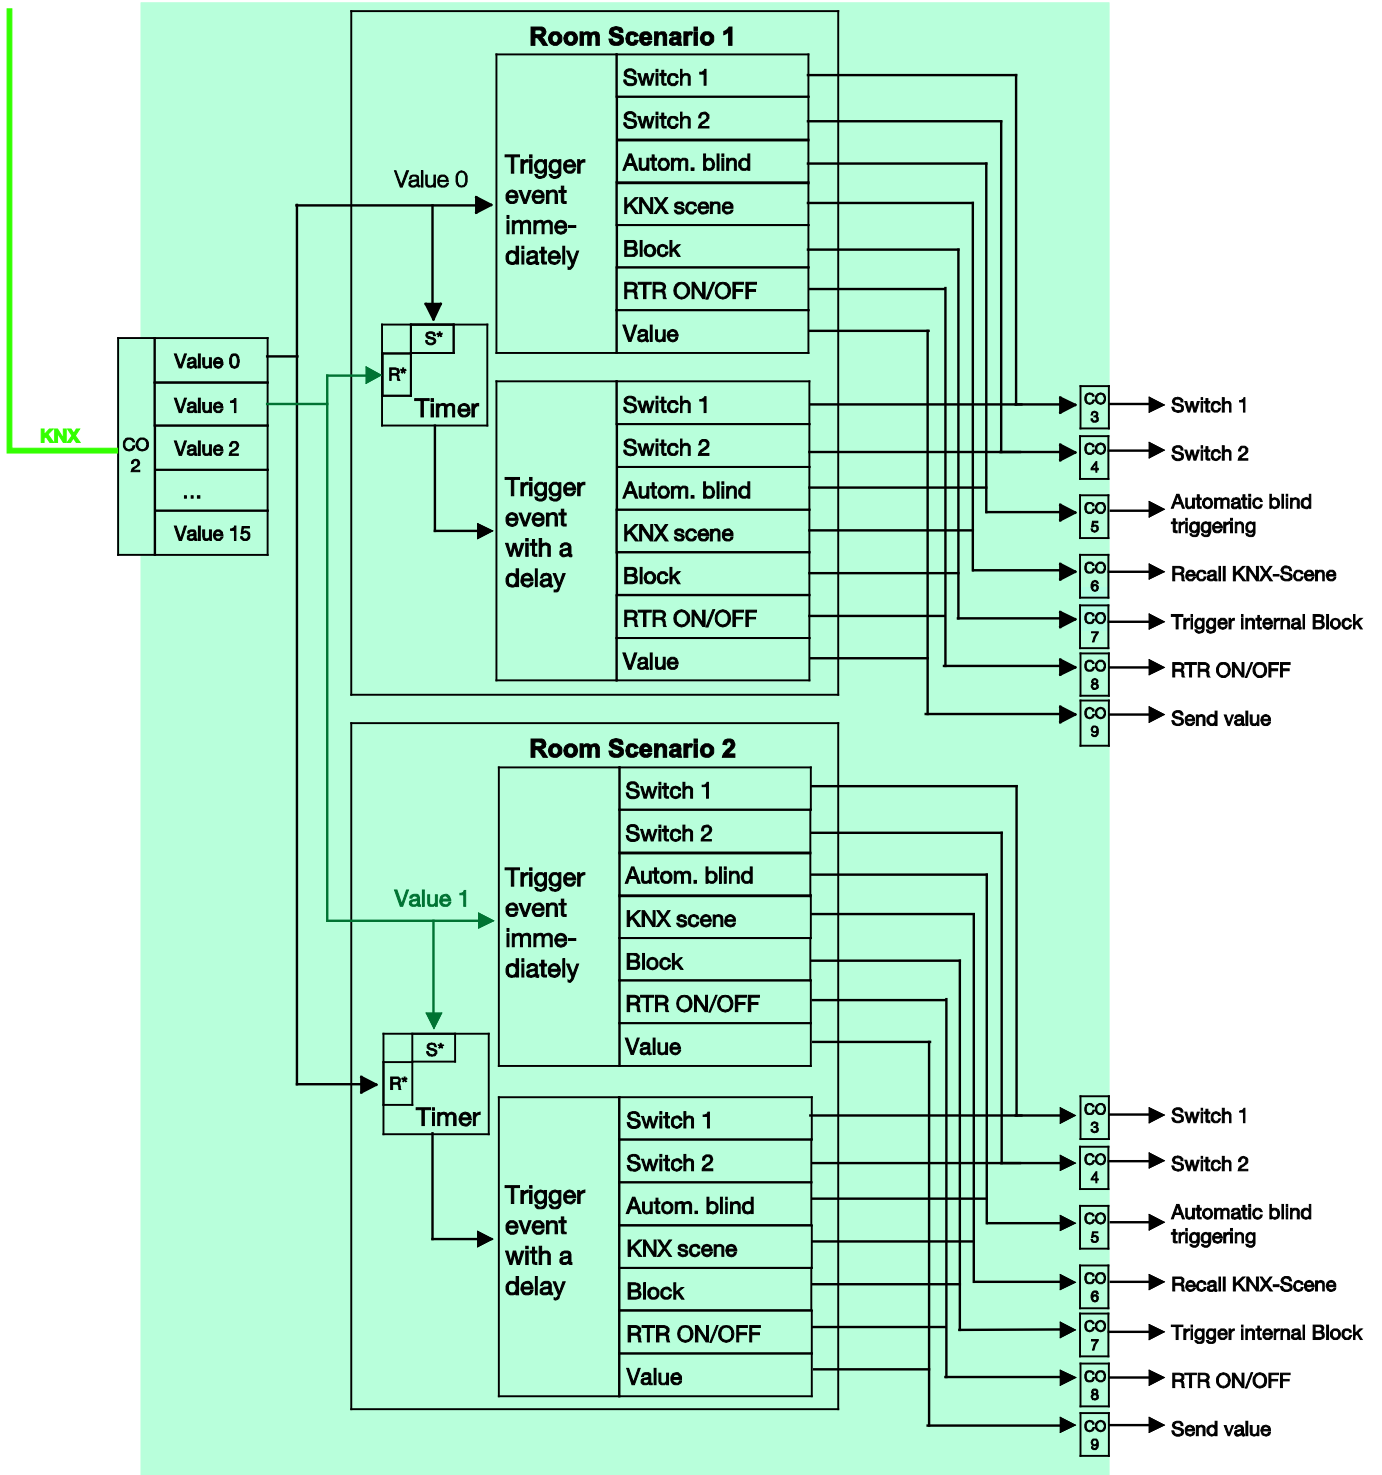 KNX
CO
2
Value 0
Value 1
Value 2
...
Value 15
Room Scenario 1
Value 0
Trigger
event
imme-
diately
Switch 1
Switch 2
Autom. blind
KNX scene
Block
RTR ON/OFF
Value
S*
R*
Timer
Trigger
event
with a
delay
Switch 1
Switch 2
Autom. blind
KNX scene
Block
RTR ON/OFF
Value
CO
3
Switch 1
CO
4
Switch 2
CO
5
Automatic blind
triggering
CO
6
Recall KNX-Scene
CO
7
Trigger internal Block
CO
8
RTR ON/OFF
CO
9
Send value
Room Scenario 2
Value 1
Trigger
event
imme-
diately
Switch 1
Switch 2
Autom. blind
KNX scene
Block
RTR ON/OFF
Value
S*
R*
Timer
Trigger
event
with a
delay
Switch 1
Switch 2
Autom. blind
KNX scene
Block
RTR ON/OFF
Value
CO
3
Switch 1
CO
4
Switch 2
CO
5
Automatic blind
triggering
CO
6
Recall KNX-Scene
CO
7
Trigger internal Block
CO
8
RTR ON/OFF
CO
9
Send value